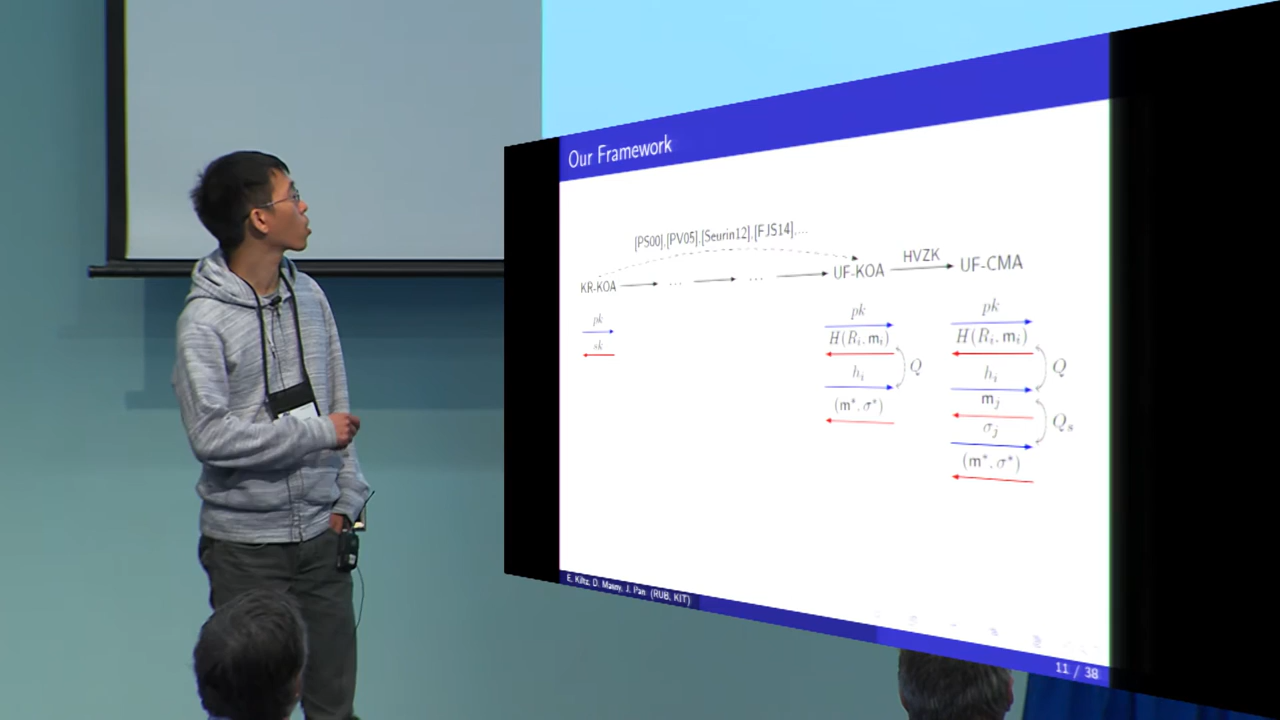 Our Framework
[PS00],[PV05],[Seurin12],[FJS14],...
KR-KOA ... ... UF-KOA HVZK UF-CMA
pk pk pk
sk H(R_i, m_i) H(R_i, m_i)
Q Q
h_i h_i
m_j
(m*, σ*) Q_s
σ_j
(m*, σ*)
E. Kiltz, D. Masny, J. Pan (RUB, KIT)
11 / 38